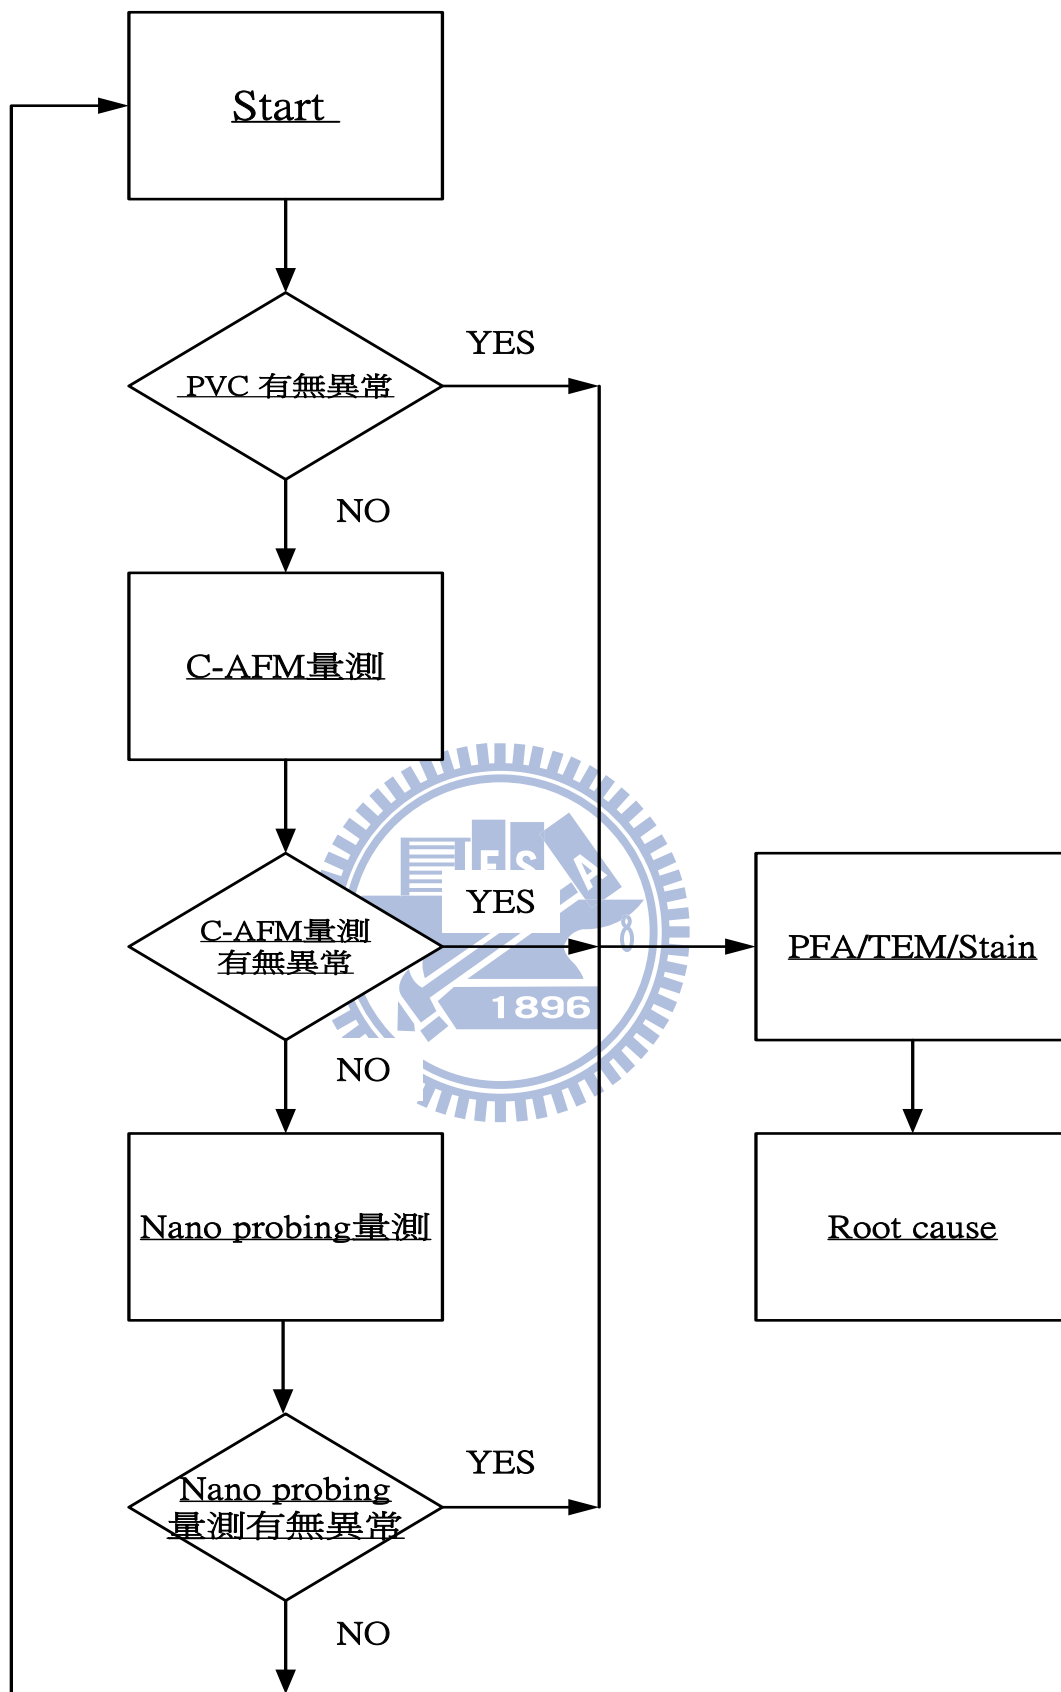 Start
YES
PVC 有無異常
NO
C-AFM量測
E S A
YES
C-AFM量測
有無異常
PFA/TEM/Stain
8
1896
NO
Nano probing量測
Root cause
YES
Nano probing
量測有無異常
NO